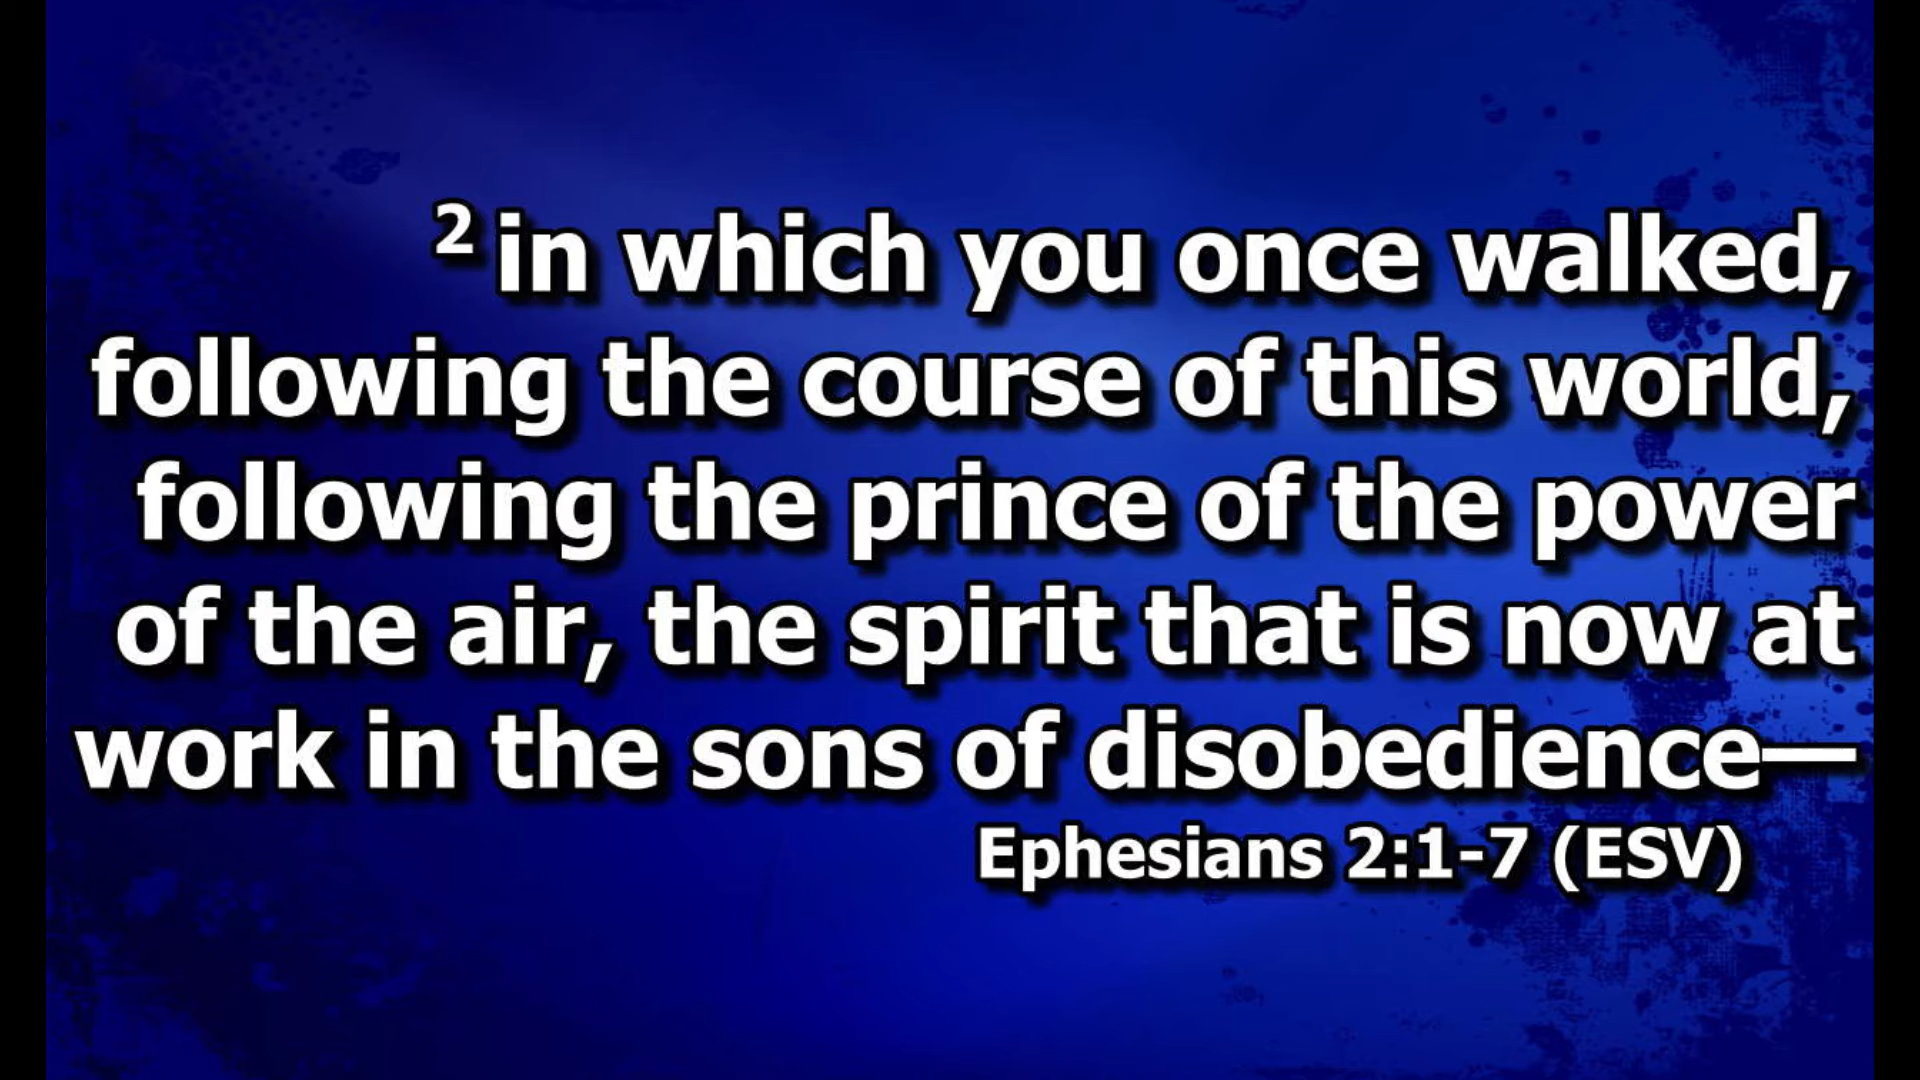 2 in which you once walked,
following the course of this world,
following the prince of the power
of the air, the spirit that is now at
work in the sons of disobedience—
Ephesians 2:1-7 (ESV)